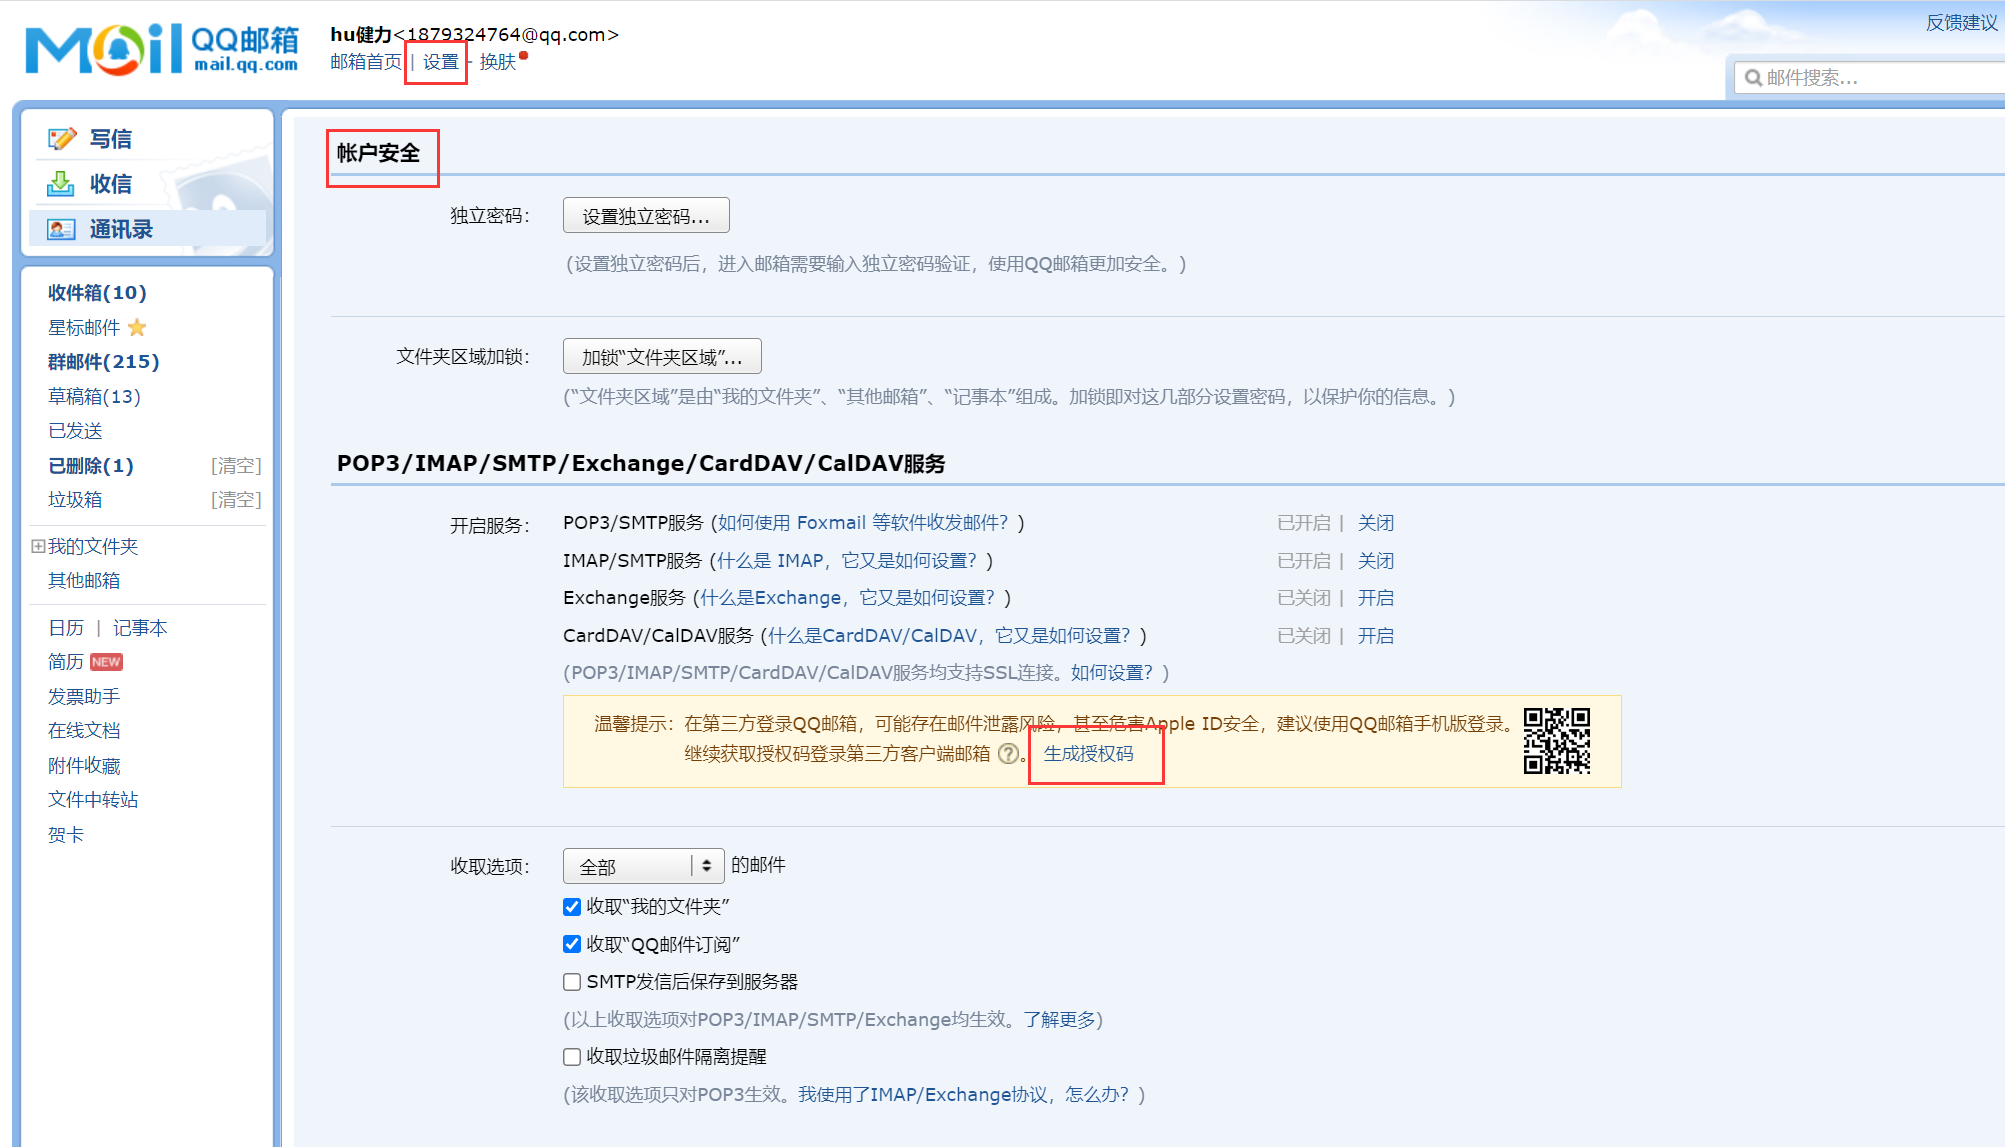 Mail QQ邮箱
mail.qq.com
hu健力<1879324764@qq.com>
邮箱首页 | 设置 - 换肤
反馈建议
邮件搜索...
写信
收信
通讯录
收件箱(10)
星标邮件
群邮件(215)
草稿箱(13)
已发送
已删除(1) [清空]
垃圾箱 [清空]
我的文件夹
其他邮箱
日历 | 记事本
简历 NEW
发票助手
在线文档
附件收藏
文件中转站
贺卡
帐户安全
独立密码： 设置独立密码...
(设置独立密码后，进入邮箱需要输入独立密码验证，使用QQ邮箱更加安全。)
文件夹区域加锁： 加锁“文件夹区域”...
(“文件夹区域”是由“我的文件夹”、“其他邮箱”、“记事本”组成。加锁即对这几部分设置密码，以保护你的信息。)
POP3/IMAP/SMTP/Exchange/CardDAV/CalDAV服务
开启服务： POP3/SMTP服务 (如何使用 Foxmail 等软件收发邮件？) 已开启 | 关闭
IMAP/SMTP服务 (什么是 IMAP，它又是如何设置？) 已开启 | 关闭
Exchange服务 (什么是Exchange，它又是如何设置？) 已关闭 | 开启
CardDAV/CalDAV服务 (什么是CardDAV/CalDAV，它又是如何设置？) 已关闭 | 开启
(POP3/IMAP/SMTP/CardDAV/CalDAV服务均支持SSL连接。如何设置？)
温馨提示：在第三方登录QQ邮箱，可能存在邮件泄露风险，甚至危害Apple ID安全，建议使用QQ邮箱手机版登录。
继续获取授权码登录第三方客户端邮箱 ?。 生成授权码
收取选项： 全部 的邮件
收取“我的文件夹”
收取“QQ邮件订阅”
SMTP发信后保存到服务器
(以上收取选项对POP3/IMAP/SMTP/Exchange均生效。了解更多)
收取垃圾邮件隔离提醒
(该收取选项只对POP3生效。我使用了IMAP/Exchange协议，怎么办？)